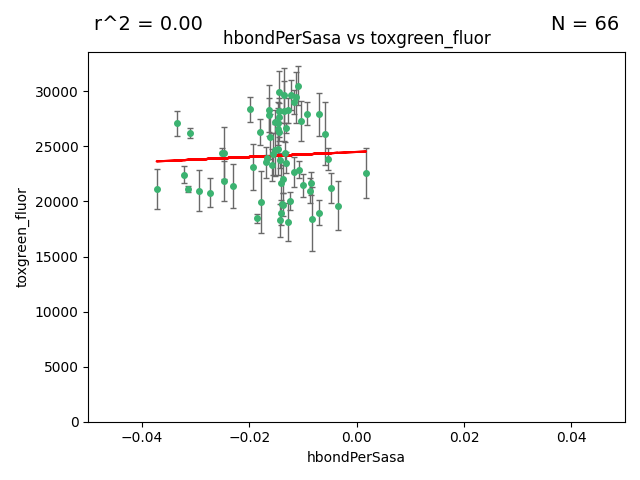 r^2 = 0.00
N = 66
hbondPerSasa vs toxgreen_fluor
toxgreen_fluor
30000
25000
20000
15000
10000
5000
0
−0.04
−0.02
0.00
0.02
0.04
hbondPerSasa